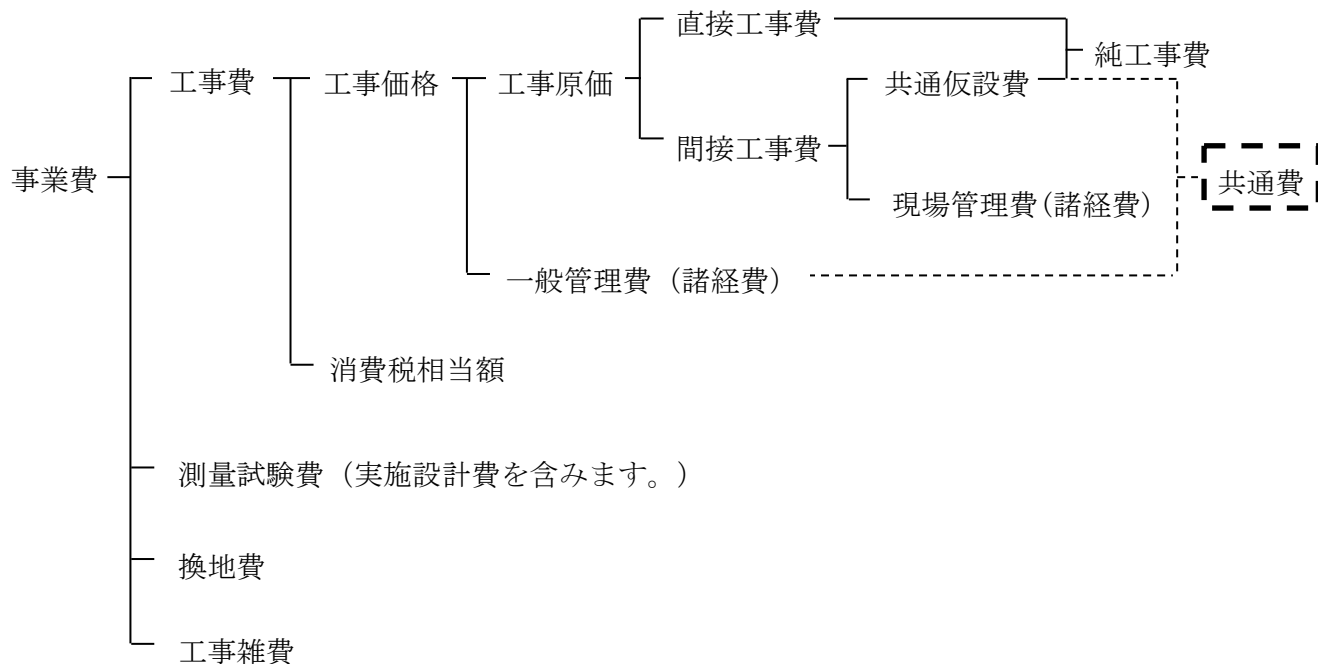 直接工事費
純工事費
工事費
工事価格
工事原価
共通仮設費
間接工事費
事業費
共通費
現場管理費(諸経費)
一般管理費（諸経費）
消費税相当額
測量試験費（実施設計費を含みます。）
換地費
工事雑費